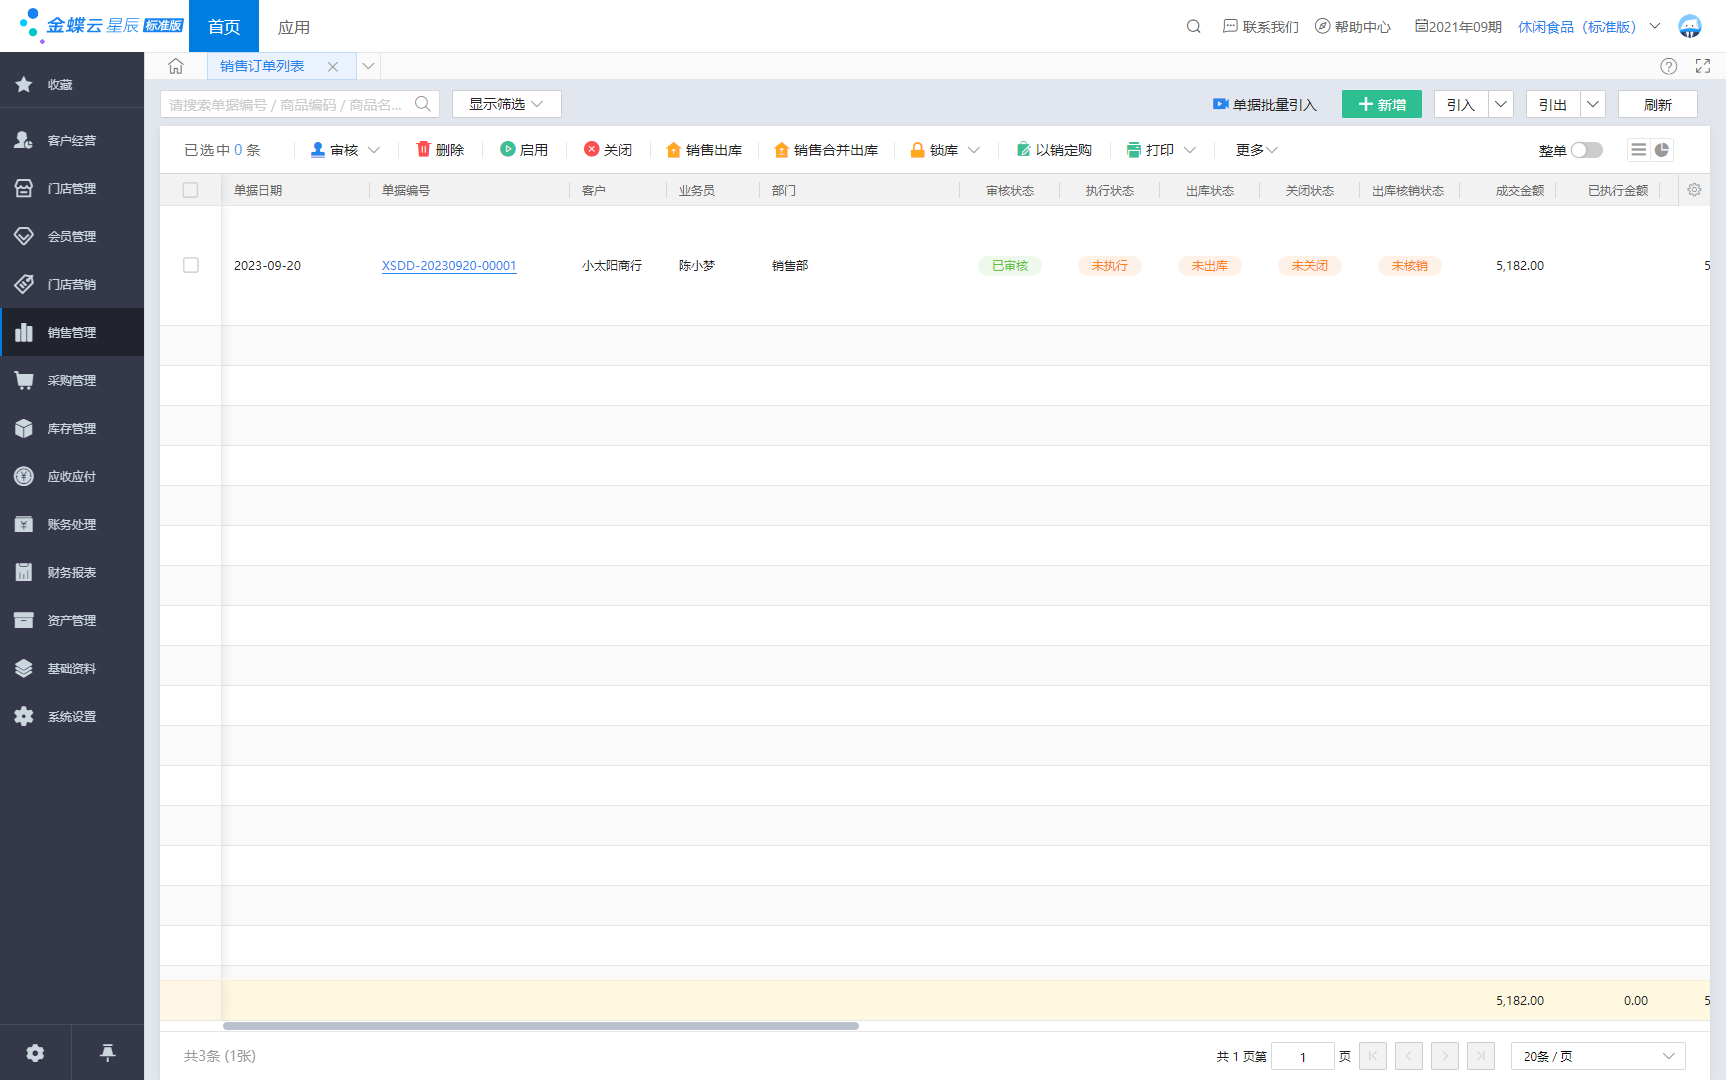 金蝶云 星辰 标准版 首页 应用 联系我们 帮助中心 2021年09期 休闲食品（标准版）
销售订单列表
收藏
客户经营
门店管理
会员管理
门店营销
销售管理
采购管理
库存管理
应收应付
账务处理
财务报表
资产管理
基础资料
系统设置
请搜索单据编号 / 商品编码 / 商品名... 显示筛选 单据批量引入 新增 引入 引出 刷新
已选中 0 条 审核 删除 启用 关闭 销售出库 销售合并出库 锁库 以销定购 打印 更多 整单
单据日期 单据编号 客户 业务员 部门 审核状态 执行状态 出库状态 关闭状态 出库核销状态 成交金额 已执行金额
2023-09-20 XSDD-20230920-00001 小太阳商行 陈小梦 销售部 已审核 未执行 未出库 未关闭 未核销 5,182.00 5
5,182.00 0.00 5
共3条 (1张) 共 1 页第 1 页 20条 / 页